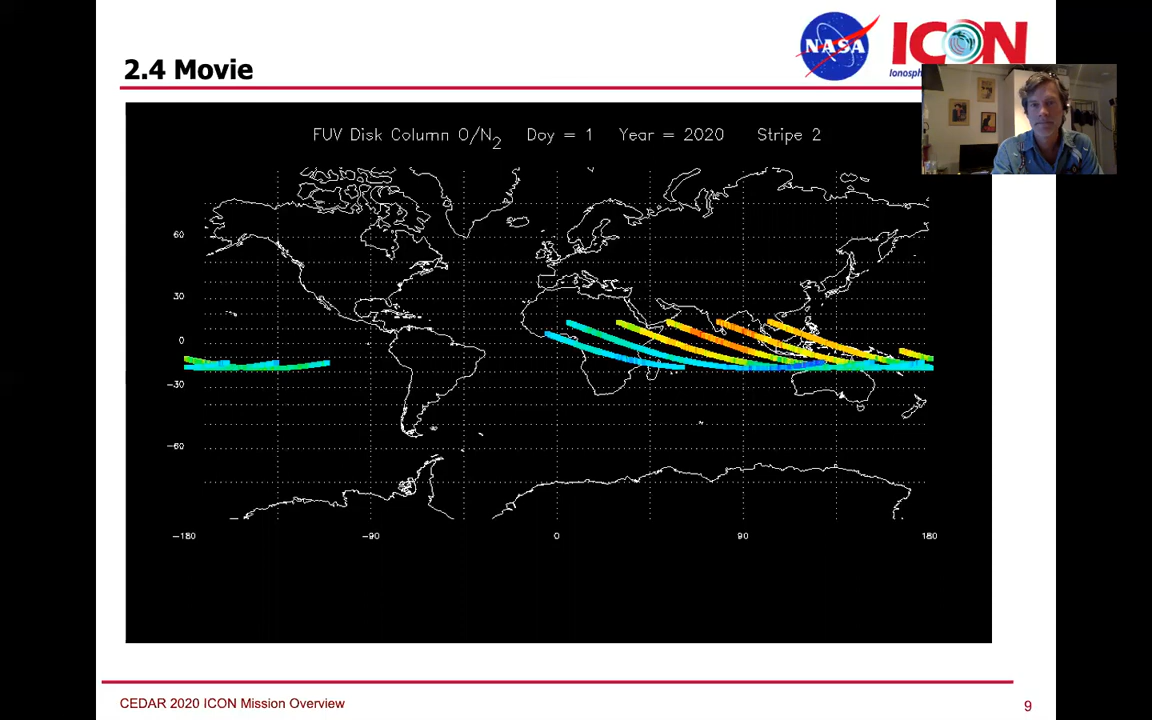 2.4 Movie
NASA
ICON
FUV Disk Column O/N2 Doy = 1 Year = 2020 Stripe 2
60
30
0
−30
−60
−180 −90 0 90 180
CEDAR 2020 ICON Mission Overview
9